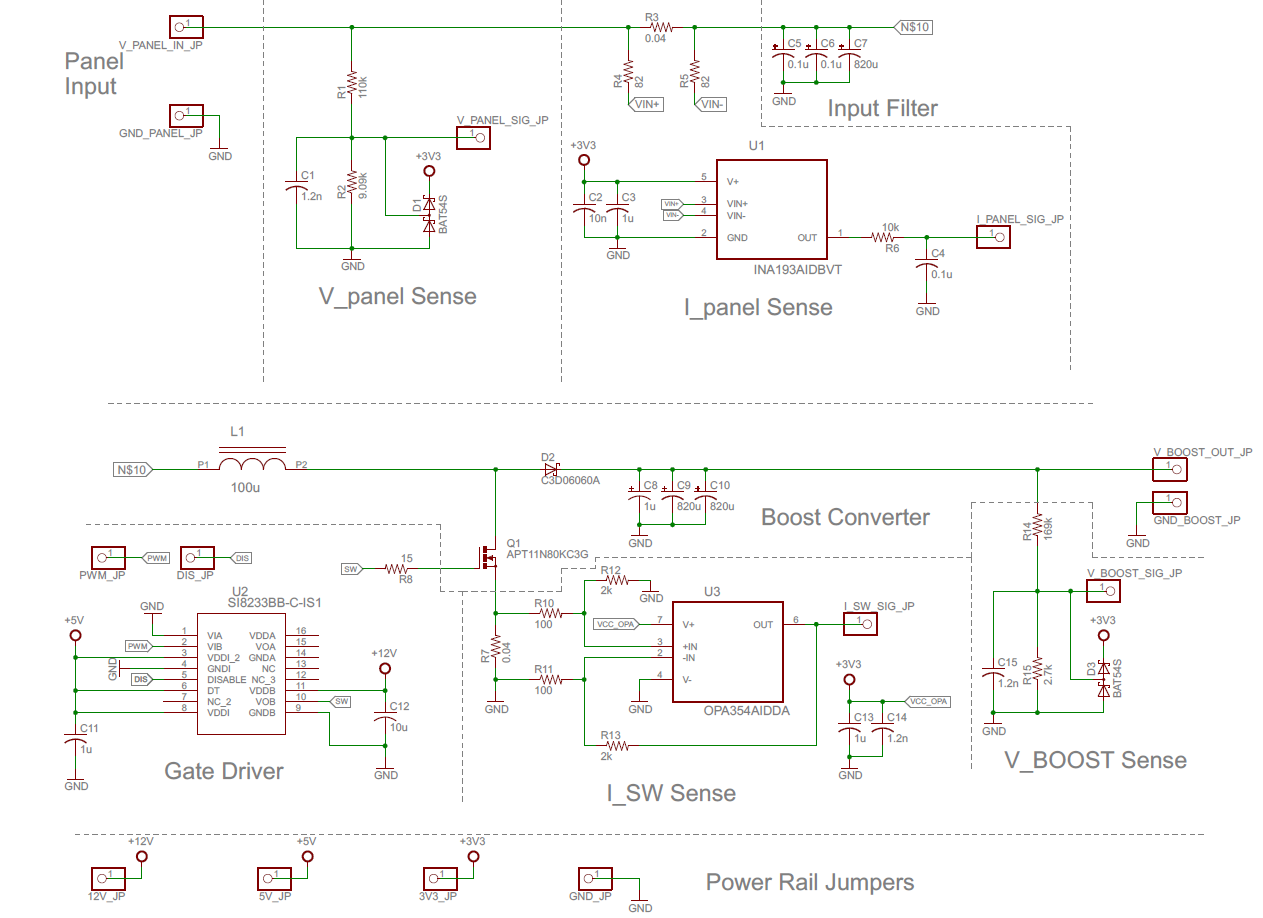 V_PANEL_IN_JP
1
Panel
Input
GND_PANEL_JP
1
GND
R1
110k
V_PANEL_SIG_JP
1
+3V3
C1
1.2n
R2
9.09k
D1
BAT54S
GND
V_panel Sense
R3
0.04
R4
82
R5
82
VIN+
VIN-
N$10
C5
0.1u
C6
0.1u
C7
820u
GND
Input Filter
+3V3
U1
C2
10n
C3
1u
GND
VIN+
VIN-
5
3
4
2
V+
VIN+
VIN-
GND
OUT
1
INA193AIDBVT
10k
R6
I_PANEL_SIG_JP
1
C4
0.1u
GND
I_panel Sense
N$10
P1
L1
P2
100u
D2
C3D06060A
C8
1u
C9
820u
C10
820u
GND
Boost Converter
V_BOOST_OUT_JP
1
1
GND_BOOST_JP
GND
1
PWM
PWM_JP
1
DIS
DIS_JP
SW
15
R8
Q1
APT11N80KC3G
U2
SI8233BB-C-IS1
GND
+5V
PWM
GND
DIS
1
2
3
4
5
6
7
8
VIA
VIB
VDDI_2
GNDI
DISABLE
DT
NC_2
VDDI
VDDA
VOA
GNDA
NC
NC_3
VDDB
VOB
GNDB
16
15
14
13
12
11
10
9
SW
+12V
C12
10u
GND
C11
1u
GND
Gate Driver
R12
2k
GND
R10
100
R7
0.04
R11
100
GND
R13
2k
VCC_OPA
U3
7
3
2
4
V+
+IN
-IN
V-
OUT
6
OPA354AIDDA
GND
I_SW_SIG_JP
1
+3V3
VCC_OPA
C13
1u
C14
1.2n
GND
I_SW Sense
R14
169k
V_BOOST_SIG_JP
1
+3V3
C15
1.2n
R15
2.7k
D3
BAT54S
GND
V_BOOST Sense
+12V
1
12V_JP
+5V
1
5V_JP
+3V3
1
3V3_JP
1
GND_JP
GND
Power Rail Jumpers